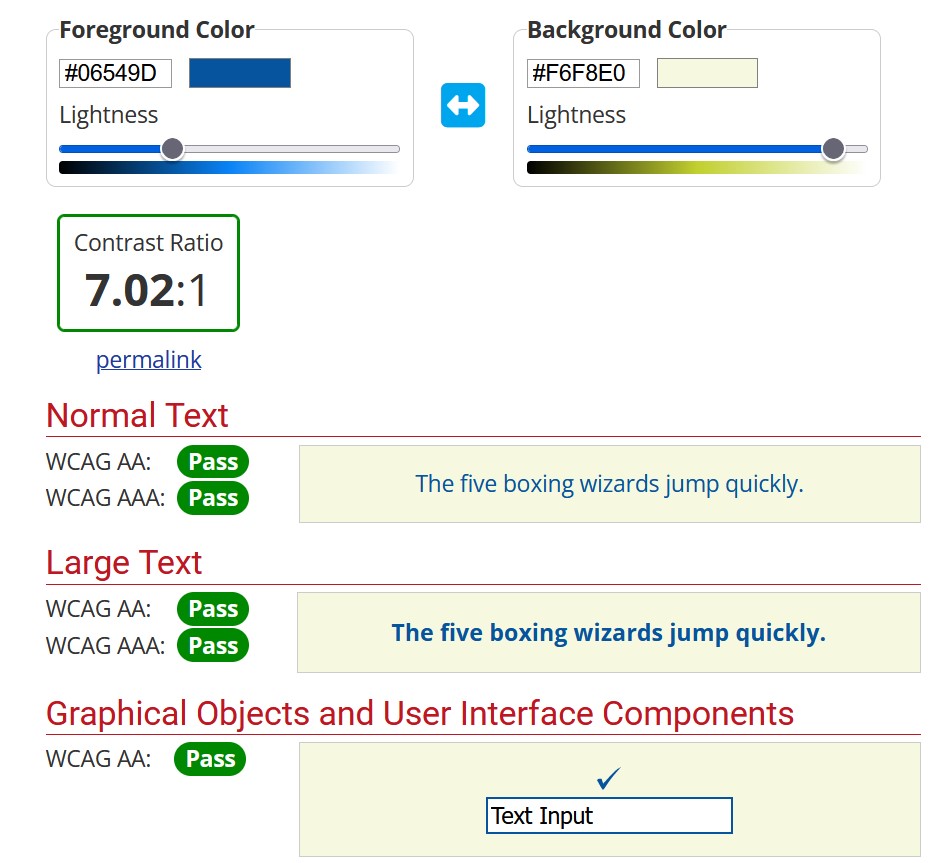 Foreground Color
#06549D
Lightness
Background Color
#F6F8E0
Lightness
Contrast Ratio
7.02:1
permalink
Normal Text
WCAG AA: Pass
WCAG AAA: Pass
The five boxing wizards jump quickly.
Large Text
WCAG AA: Pass
WCAG AAA: Pass
The five boxing wizards jump quickly.
Graphical Objects and User Interface Components
WCAG AA: Pass
✓
Text Input